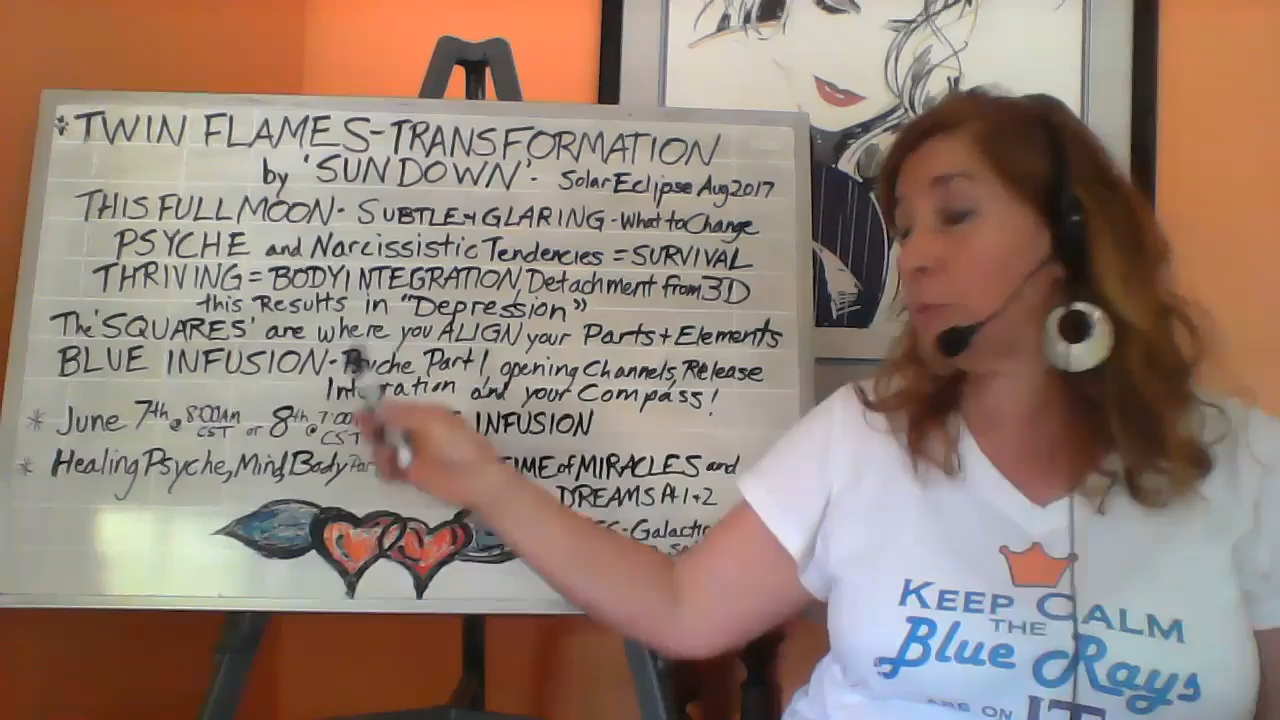 TWIN FLAMES-TRANSFORMATION
by 'SUNDOWN'- Solar Eclipse Aug 2017
THIS FULL MOON- SUBTLE + GLARING - What to Change
PSYCHE and Narcissistic Tendencies = SURVIVAL
THRIVING = BODY INTEGRATION, Detachment from 3D
this Results in "Depression"
The 'SQUARES' are where you ALIGN your Parts + Elements
BLUE INFUSION - Psyche Part 1, opening Channels, Release
and your Compass!
* June 7th @ 8:00AM CST or 8th @ 7:00 CST INFUSION
* Healing Psyche, Mind, Body TIME of MIRACLES and
DREAMS Pt 1+2
-Galactic
KEEP CALM
THE
Blue Rays
ARE ON IT